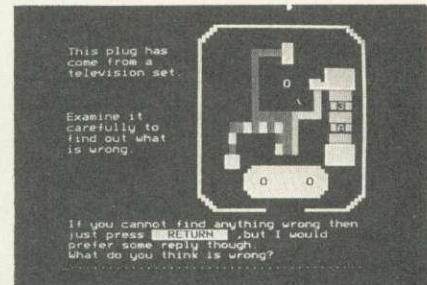 This plug has
come from a
television set.
Examine it
carefully to
find out what
is wrong.
If you cannot find anything wrong then
just press RETURN ,but I would
prefer some reply though.
What do you think is wrong?